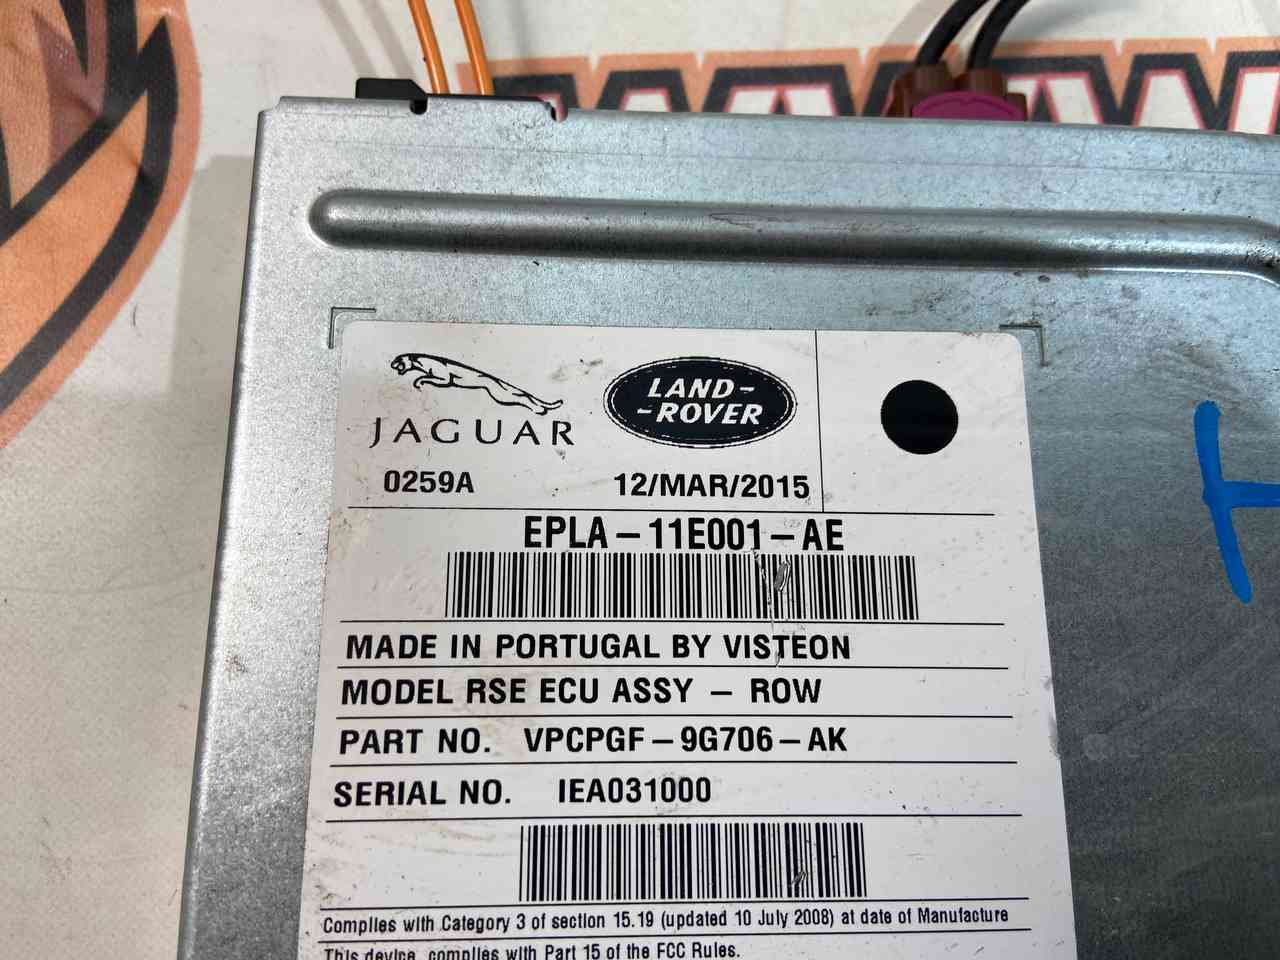 JAGUAR
LAND-
-ROVER
0259A 12/MAR/2015
EPLA-11E001-AE
MADE IN PORTUGAL BY VISTEON
MODEL RSE ECU ASSY - ROW
PART NO. VPCPGF-9G706-AK
SERIAL NO. IEA031000
Complies with Category 3 of section 15.19 (updated 10 July 2008) at date of Manufacture
This device, complies with Part 15 of the FCC Rules.